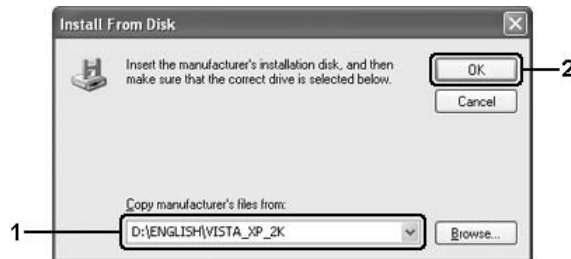 Install From Disk
Insert the manufacturer's installation disk, and then
make sure that the correct drive is selected below.
OK
2
Cancel
Copy manufacturer's files from:
1
D:\ENGLISH\VISTA_XP_2K
Browse...